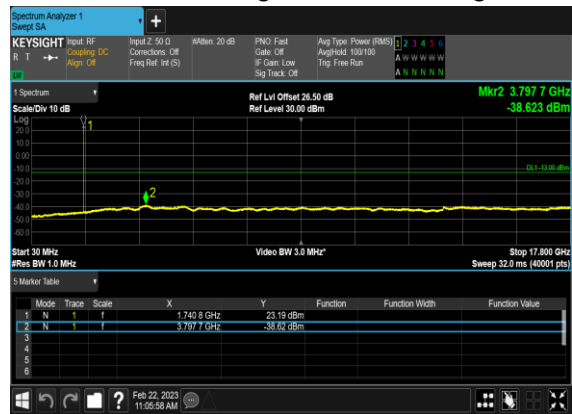 Spectrum Analyzer 1
Swept SA
+
KEYSIGHT Input: RF Input Z: 50 Ω #Atten: 20 dB PNO: Fast Avg Type: Power (RMS) 1 2 3 4 5 6
R T Coupling: DC Corrections: Off Gate: Off Avg|Hold: 100/100 A W W W W W
Align: Off Freq Ref: Int (S) IF Gain: Low Trig: Free Run
Sig Track: Off A N N N N N
1 Spectrum Ref Lvl Offset 26.50 dB Mkr2 3.797 7 GHz
Scale/Div 10 dB Ref Level 30.00 dBm -38.623 dBm
Log
20.0 1
10.0
0.00
-10.0 DL1 -13.00 dBm
-20.0
-30.0 2
-40.0
-50.0
-60.0
Start 30 MHz Video BW 3.0 MHz* Stop 17.800 GHz
#Res BW 1.0 MHz Sweep 32.0 ms (40001 pts)
5 Marker Table
Mode Trace Scale X Y Function Function Width Function Value
1 N 1 f 1.740 8 GHz 23.19 dBm
2 N 1 f 3.797 7 GHz -38.62 dBm
3
4
5
6
? Feb 22, 2023
11:05:58 AM